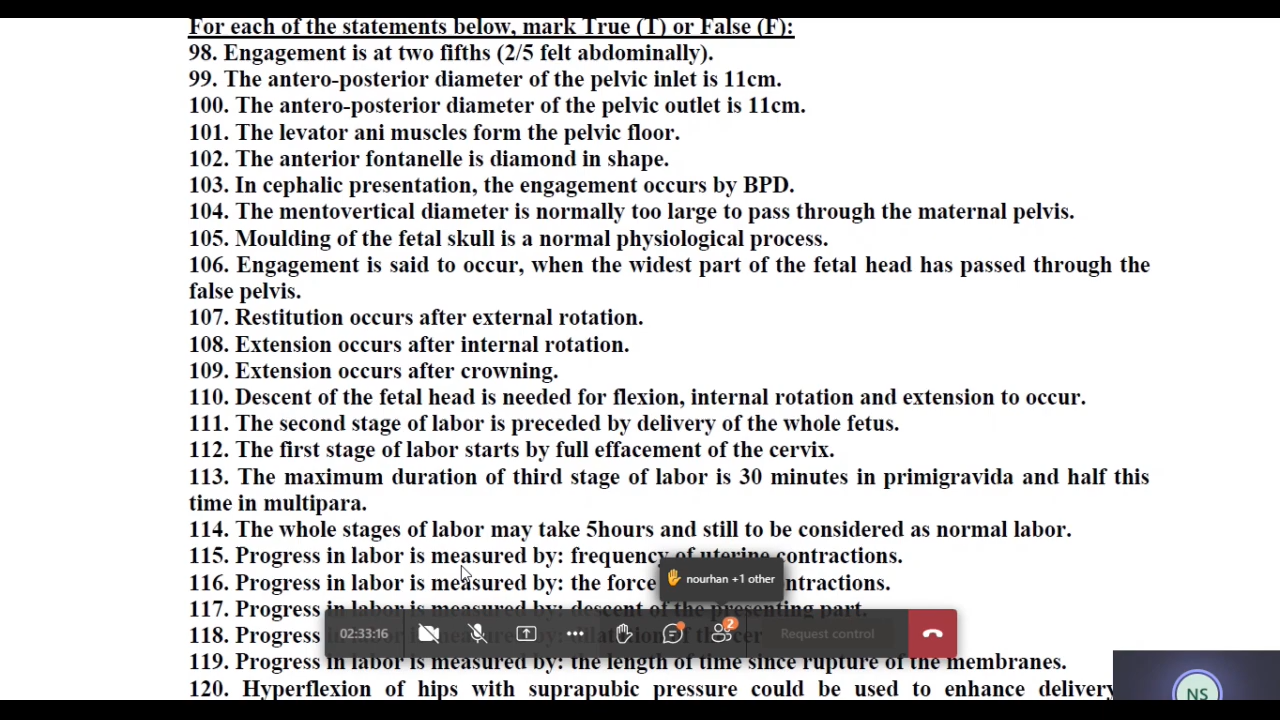 For each of the statements below, mark True (T) or False (F):
98. Engagement is at two fifths (2/5 felt abdominally).
99. The antero-posterior diameter of the pelvic inlet is 11cm.
100. The antero-posterior diameter of the pelvic outlet is 11cm.
101. The levator ani muscles form the pelvic floor.
102. The anterior fontanelle is diamond in shape.
103. In cephalic presentation, the engagement occurs by BPD.
104. The mentovertical diameter is normally too large to pass through the maternal pelvis.
105. Moulding of the fetal skull is a normal physiological process.
106. Engagement is said to occur, when the widest part of the fetal head has passed through the
false pelvis.
107. Restitution occurs after external rotation.
108. Extension occurs after internal rotation.
109. Extension occurs after crowning.
110. Descent of the fetal head is needed for flexion, internal rotation and extension to occur.
111. The second stage of labor is preceded by delivery of the whole fetus.
112. The first stage of labor starts by full effacement of the cervix.
113. The maximum duration of third stage of labor is 30 minutes in primigravida and half this
time in multipara.
114. The whole stages of labor may take 5hours and still to be considered as normal labor.
115. Progress in labor is measured by: frequency of uterine contractions.
116. Progress in labor is measured by: the force contractions.
nourhan +1 other
117. Progress in labor is measured by: descent of the presenting part.
02:33:16
2
Request control
118. Progress
119. Progress in labor is measured by: the length of time since rupture of the membranes.
120. Hyperflexion of hips with suprapubic pressure could be used to enhance delivery
NS